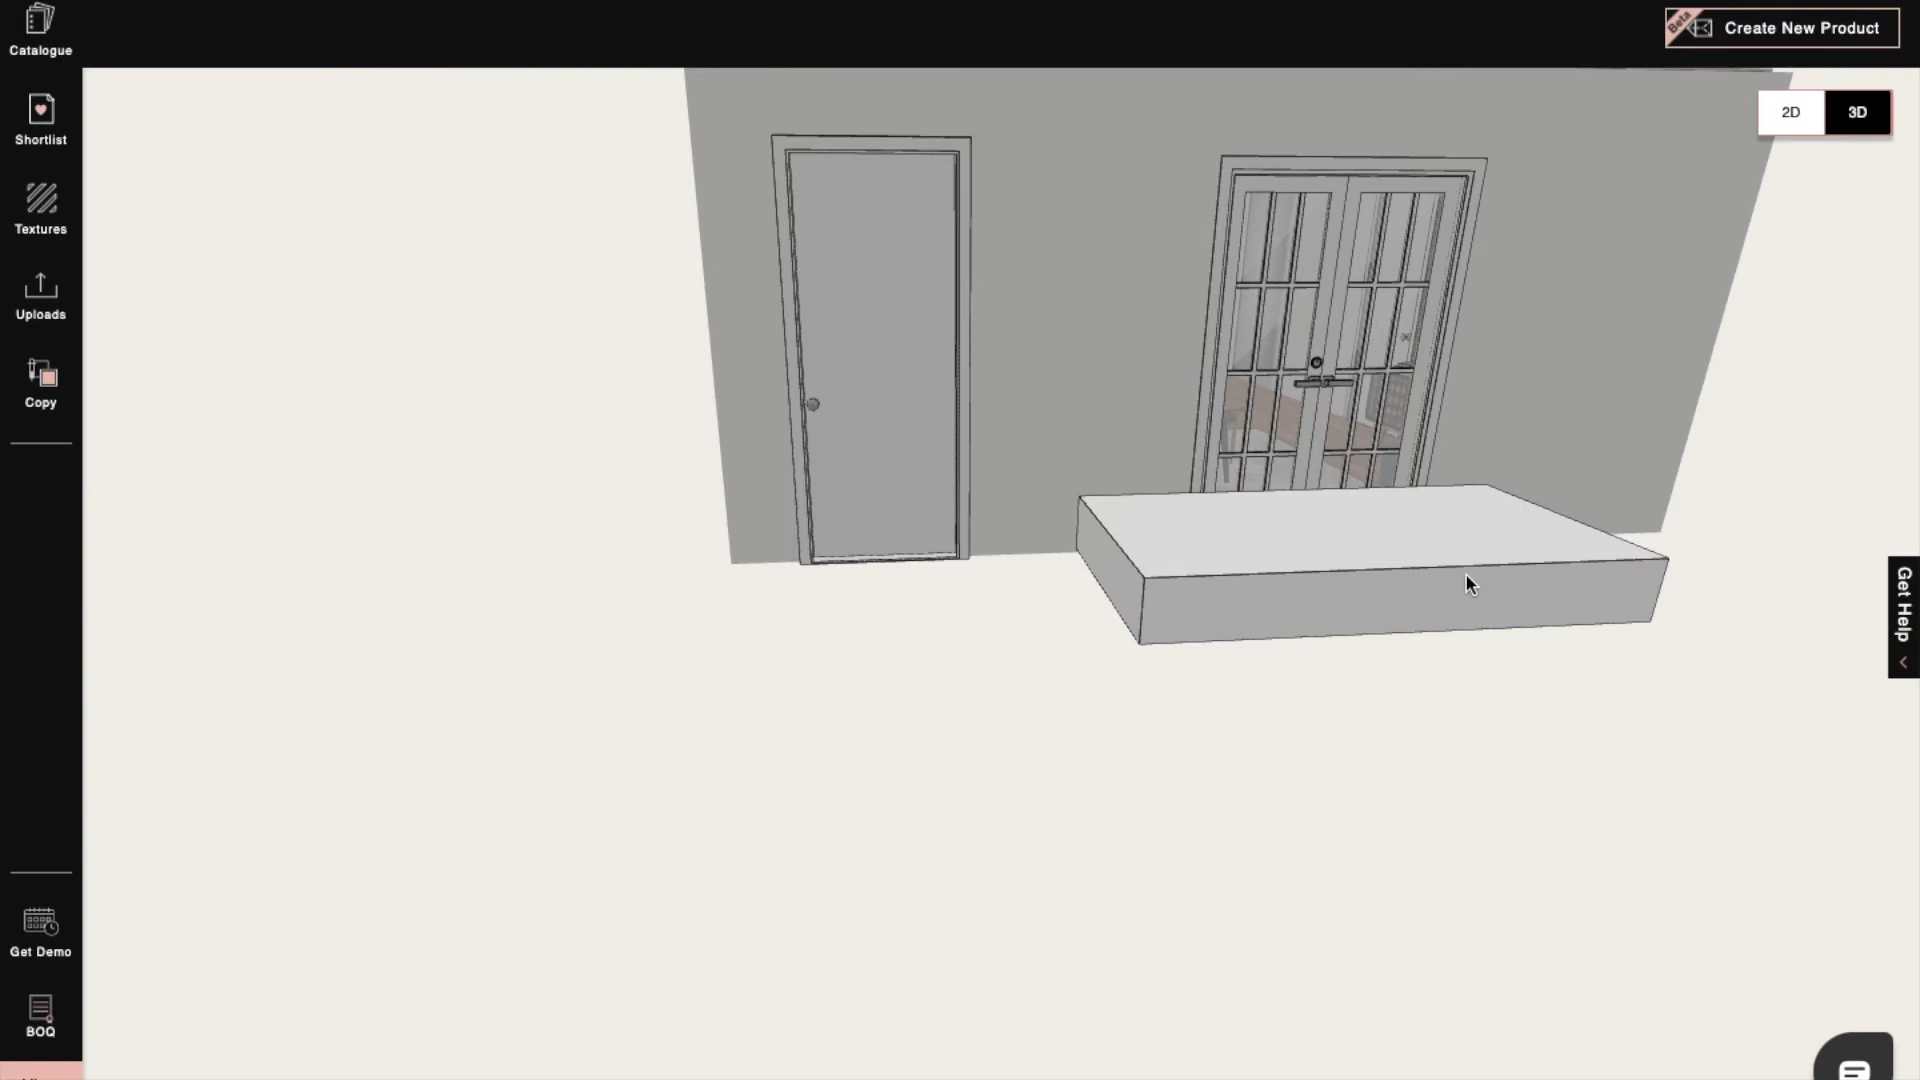 Catalogue
Beta
Create New Product
Shortlist
2D
3D
Textures
Uploads
Copy
Get Help
Get Demo
BOQ